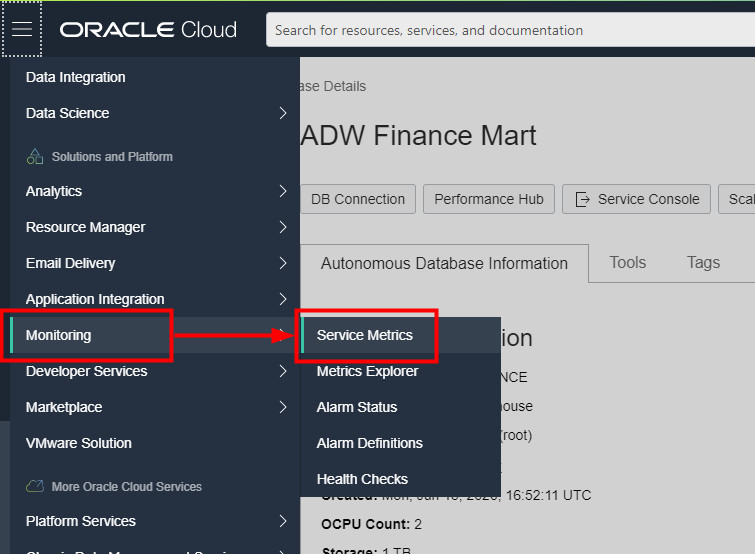 ORACLE Cloud
Search for resources, services, and documentation
Data Integration
Data Science
Solutions and Platform
Analytics
Resource Manager
Email Delivery
Application Integration
Monitoring
Developer Services
Marketplace
VMware Solution
More Oracle Cloud Services
Platform Services
Service Metrics
Metrics Explorer
Alarm Status
Alarm Definitions
Health Checks
ase Details
ADW Finance Mart
DB Connection
Performance Hub
Service Console
Scal
Autonomous Database Information
Tools
Tags
ion
NCE
house
(root)
Created: Mon, Jun 15, 2020, 16:52:11 UTC
OCPU Count: 2
Storage: 1 TB